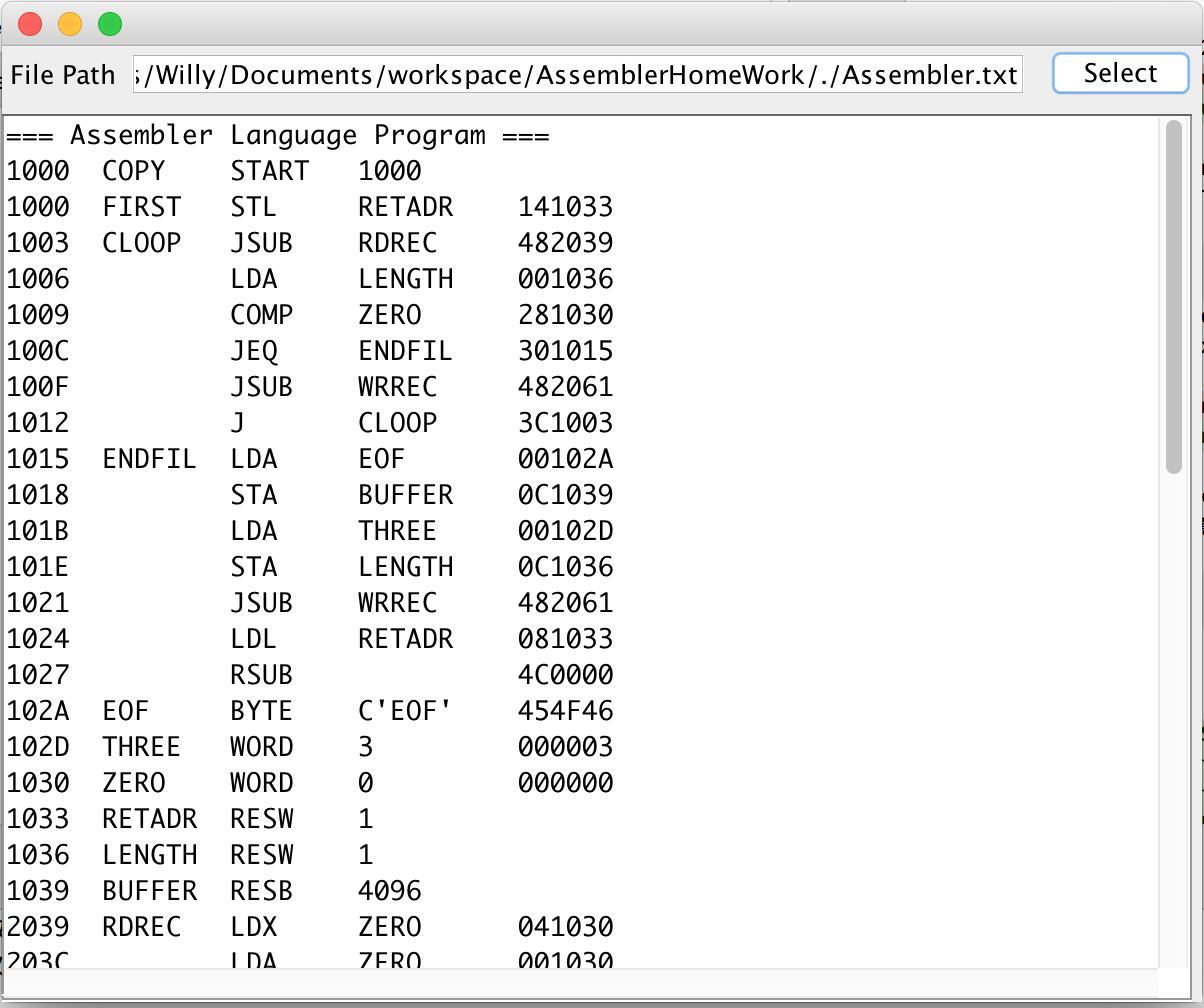 File Path ;/Willy/Documents/workspace/AssemblerHomeWork/./Assembler.txt Select
=== Assembler Language Program ===
1000  COPY    START   1000
1000  FIRST   STL     RETADR    141033
1003  CLOOP   JSUB    RDREC     482039
1006          LDA     LENGTH    001036
1009          COMP    ZERO      281030
100C          JEQ     ENDFIL    301015
100F          JSUB    WRREC     482061
1012          J       CLOOP     3C1003
1015  ENDFIL  LDA     EOF       00102A
1018          STA     BUFFER    0C1039
101B          LDA     THREE     00102D
101E          STA     LENGTH    0C1036
1021          JSUB    WRREC     482061
1024          LDL     RETADR    081033
1027          RSUB              4C0000
102A  EOF     BYTE    C'EOF'    454F46
102D  THREE   WORD    3         000003
1030  ZERO    WORD    0         000000
1033  RETADR  RESW    1
1036  LENGTH  RESW    1
1039  BUFFER  RESB    4096
2039  RDREC   LDX     ZERO      041030
203C          LDA     ZERO      001030